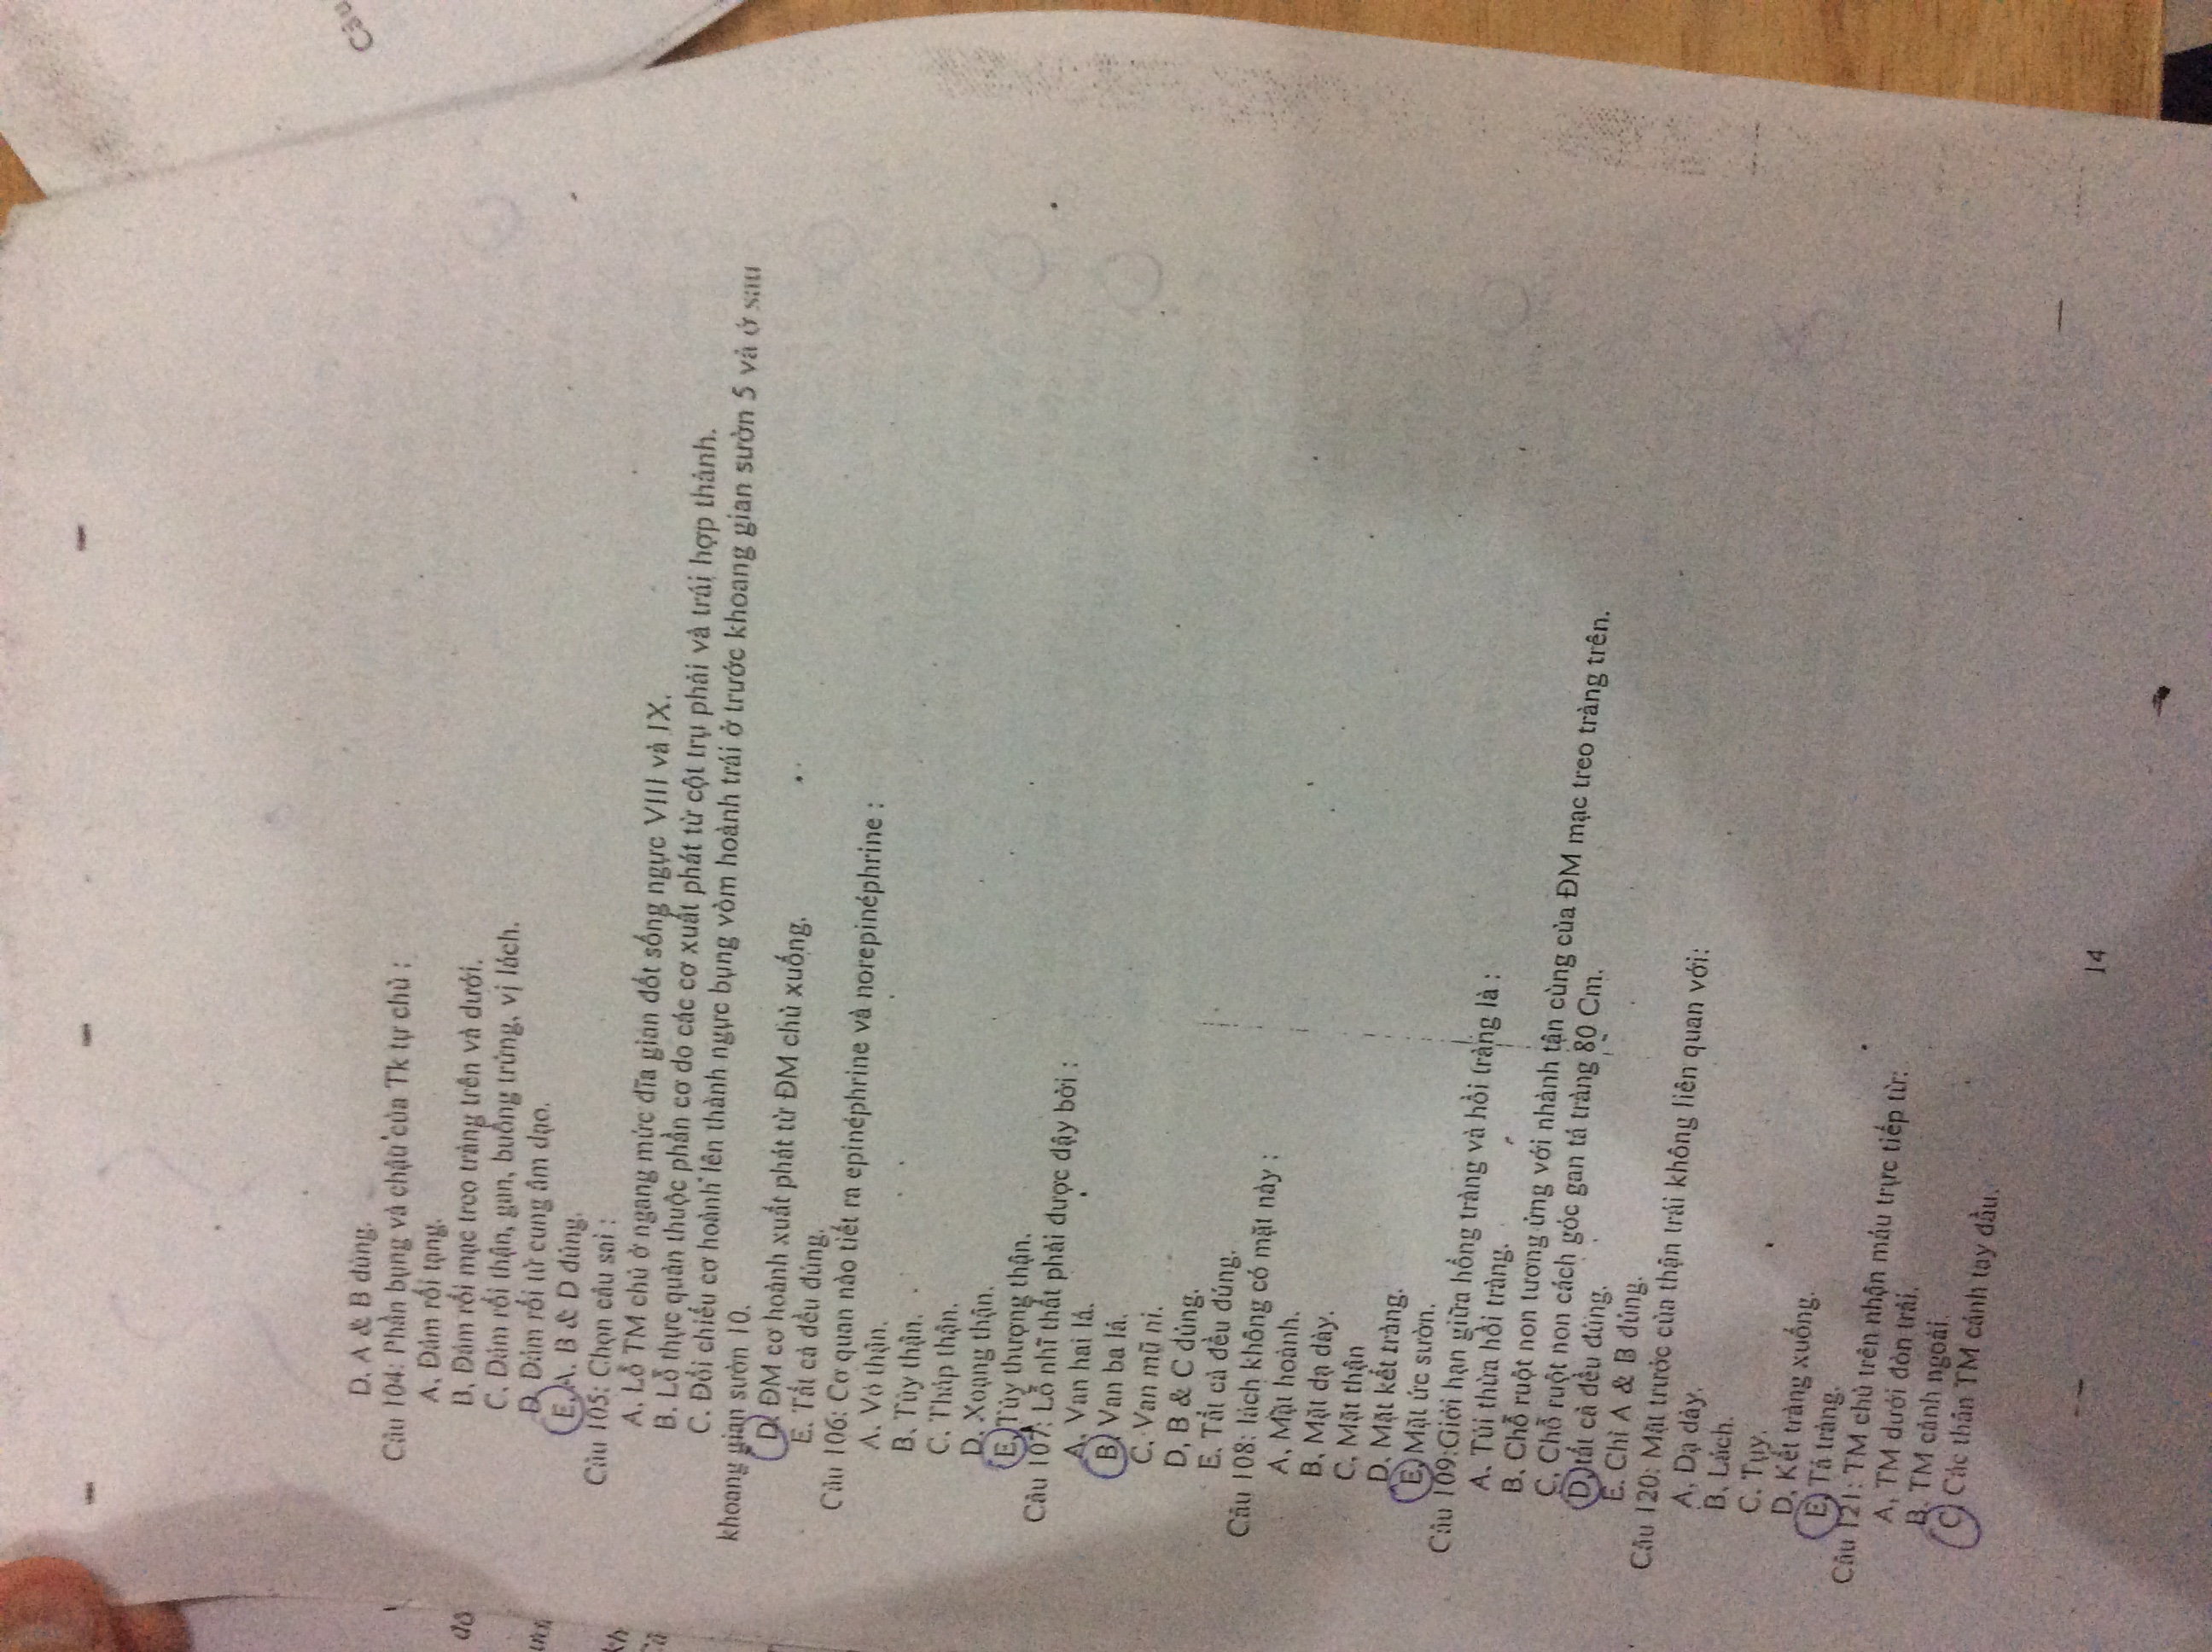 D. A & B đúng.
Câu 104: Phần bụng và chậu của Tk tự chủ :
A. Đám rối tạng.
B. Đám rối mạc treo tràng trên và dưới.
C. Đám rối thận, gan, buồng trứng, vị lách.
D. Đám rối tử cung âm đạo.
E. A. B & D đúng.
Câu 105: Chọn câu sai :
A. Lỗ TM chủ ở ngang mức đĩa gian đốt sống ngực VIII và IX.
B. Lỗ thực quản thuộc phần cơ do các cơ xuất phát từ cột trụ phải và trái hợp thành.
C. Đối chiếu cơ hoành lên thành ngực bụng vòm hoành trái ở trước khoang gian sườn 5 và ở sau
khoang gian sườn 10.
D. ĐM cơ hoành xuất phát từ ĐM chủ xuống.
E. Tất cả đều đúng.
Câu 106: Cơ quan nào tiết ra epinéphrine và norepinéphrine :
A. Vỏ thận.
B. Tủy thận.
C. Tháp thận.
D. Xoang thận.
E. Tủy thượng thận.
Câu 107: Lỗ nhĩ thất phải được đậy bởi :
A. Van hai lá.
B. Van ba lá.
C. Van mũ ni.
D, B & C đúng.
E. Tất cả đều đúng.
Câu 108: lách không có mặt này :
A, Mặt hoành.
B. Mặt dạ dày.
C. Mặt thận
D. Mặt kết tràng.
E. Mặt ức sườn.
Câu 109:Giới hạn giữa hồng tràng và hồi tràng là :
A. Túi thừa hồi tràng.
B. Chỗ ruột non tương ứng với nhành tận cùng của ĐM mạc treo tràng trên.
C. Chỗ ruột non cách góc gan tá tràng 80 Cm.
D. tất cả đều đúng.
E. Chỉ A & B đúng.
Câu 120: Mặt trước của thận trái không liên quan với:
A. Dạ dày.
B. Lách.
C. Tụy.
D. Kết tràng xuống.
E. Tá tràng.
Câu 121: TM chủ trên nhận máu trực tiếp từ:
A, TM dưới đòn trái.
B. TM cảnh ngoài.
C. Các thân TM cánh tay đầu.
14
đô
kh
Câu